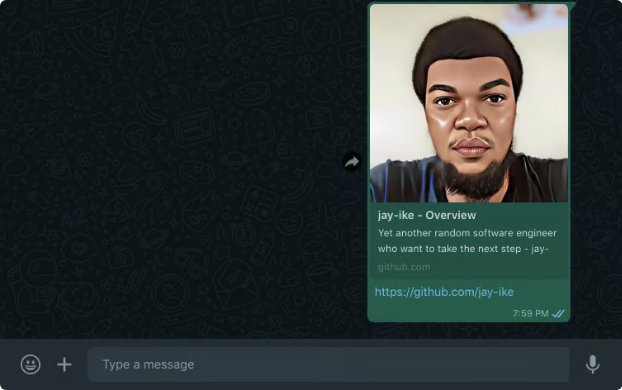 jay-ike - Overview
Yet another random software engineer
who want to take the next step - jay-
github.com
https://github.com/jay-ike
7:59 PM
Type a message